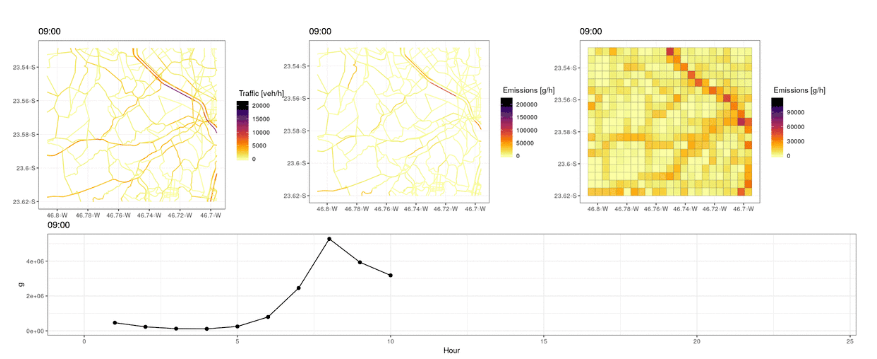 09:00
23.54◦S
23.56◦S
23.58◦S
23.6◦S
23.62◦S
46.8◦W 46.78◦W 46.76◦W 46.74◦W 46.72◦W 46.7◦W
Traffic [veh/h]
20000
15000
10000
5000
0
09:00
23.54◦S
23.56◦S
23.58◦S
23.6◦S
23.62◦S
46.8◦W 46.78◦W 46.76◦W 46.74◦W 46.72◦W 46.7◦W
Emissions [g/h]
200000
150000
100000
50000
0
09:00
23.54◦S
23.56◦S
23.58◦S
23.6◦S
23.62◦S
46.8◦W 46.78◦W 46.76◦W 46.74◦W 46.72◦W 46.7◦W
Emissions [g/h]
90000
60000
30000
0
09:00
g
4e+06
2e+06
0e+00
0 5 10 15 20 25
Hour